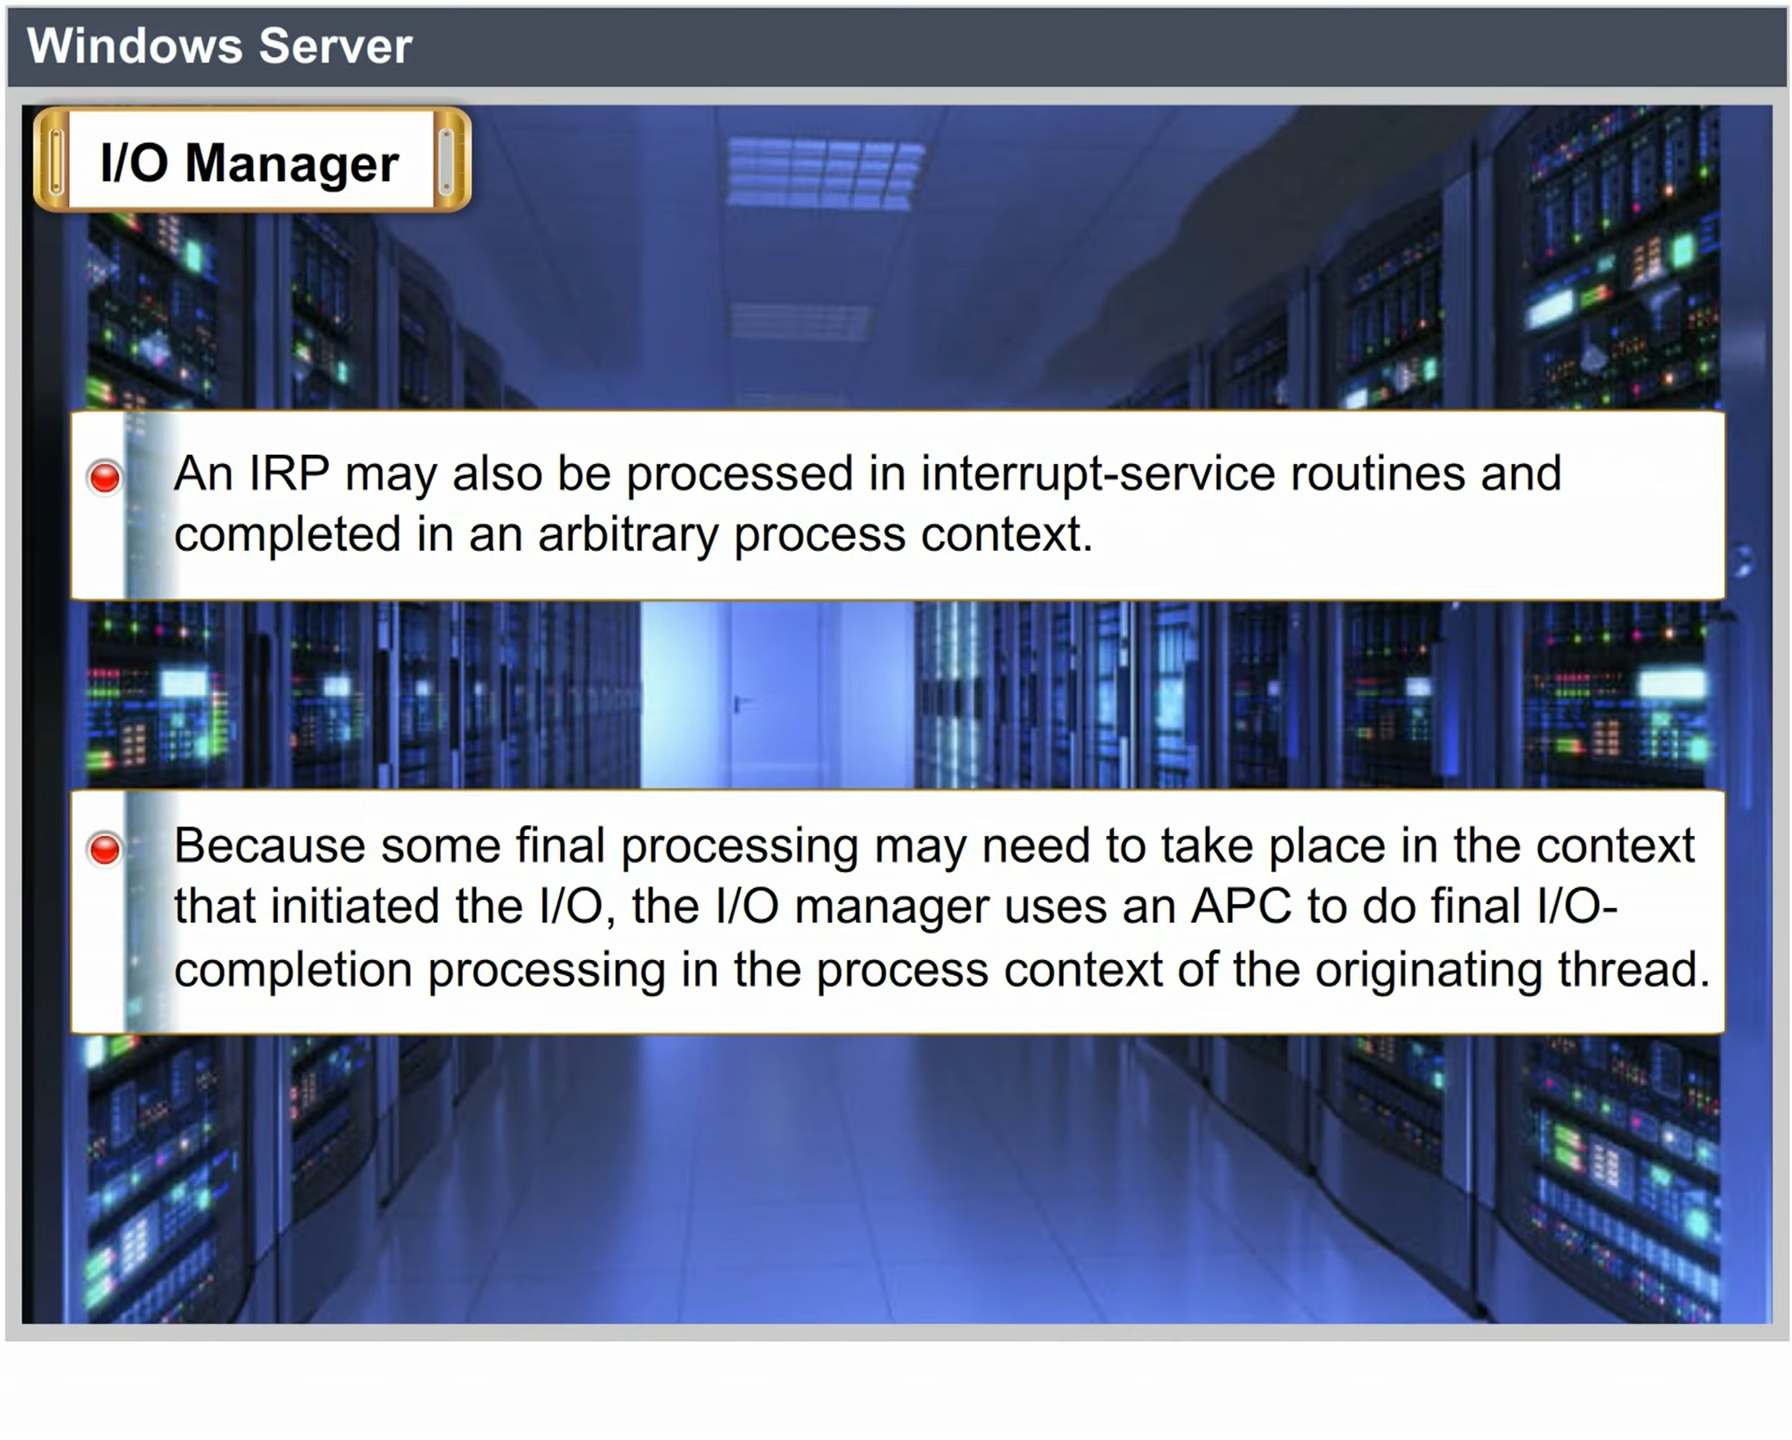 Windows Server
I/O Manager
An IRP may also be processed in interrupt-service routines and
completed in an arbitrary process context.
Because some final processing may need to take place in the context
that initiated the I/O, the I/O manager uses an APC to do final I/O-
completion processing in the process context of the originating thread.